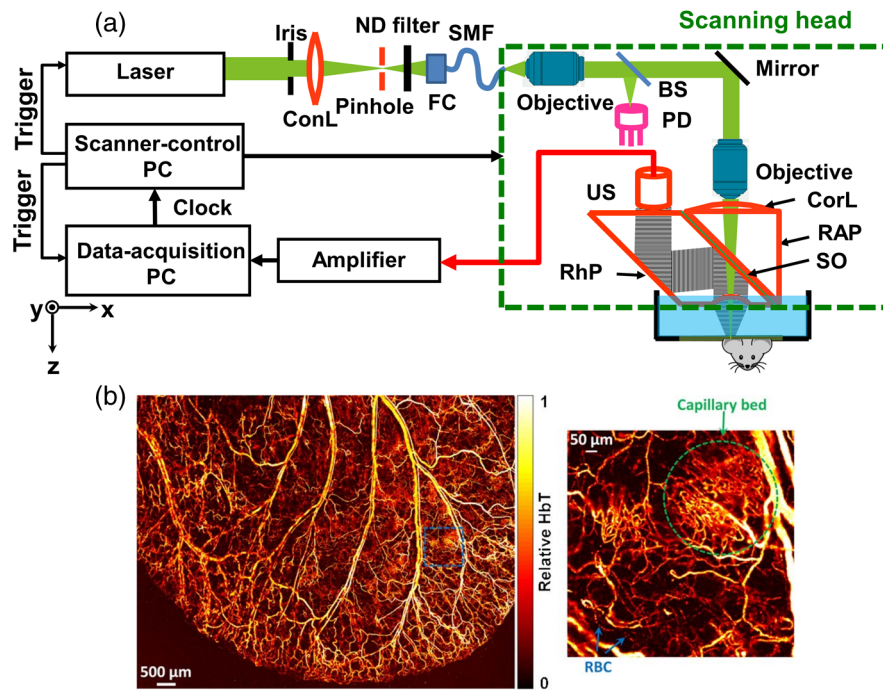 (a)
Scanning head
Iris
ND filter
SMF
Laser
Pinhole
FC
ConL
Objective
BS
Mirror
PD
Trigger
Scanner-control
PC
Objective
US
CorL
Trigger
Clock
RAP
Data-acquisition
PC
Amplifier
RhP
SO
y
x
z
(b)
1
Relative HbT
0
500 µm
Capillary bed
50 µm
RBC